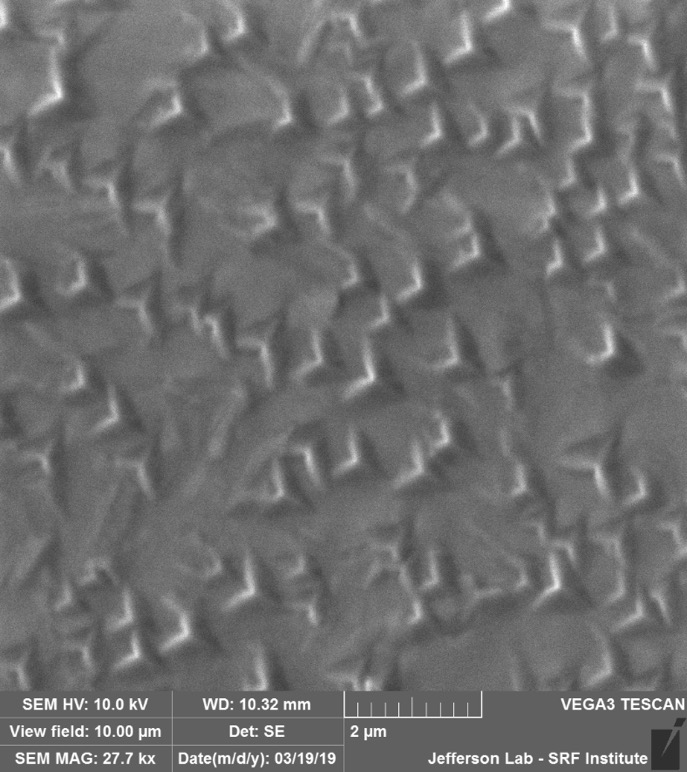 SEM HV: 10.0 kV WD: 10.32 mm VEGA3 TESCAN
View field: 10.00 µm Det: SE 2 µm
SEM MAG: 27.7 kx Date(m/d/y): 03/19/19 Jefferson Lab - SRF Institute